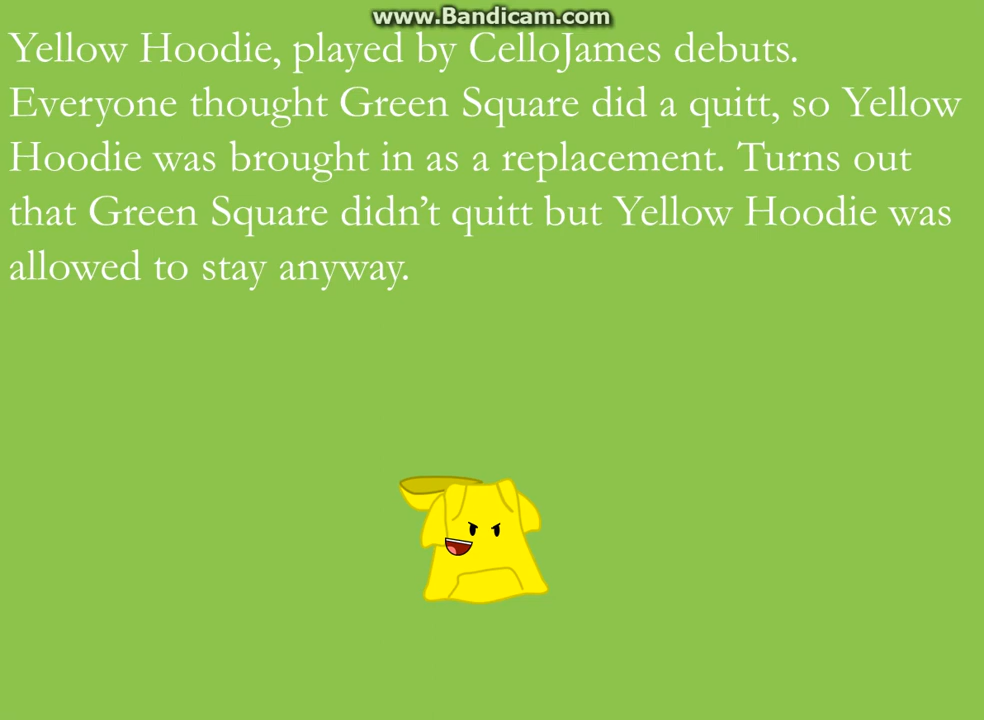 www.Bandicam.com
Yellow Hoodie, played by CelloJames debuts.
Everyone thought Green Square did a quitt, so Yellow
Hoodie was brought in as a replacement. Turns out
that Green Square didn’t quitt but Yellow Hoodie was
allowed to stay anyway.